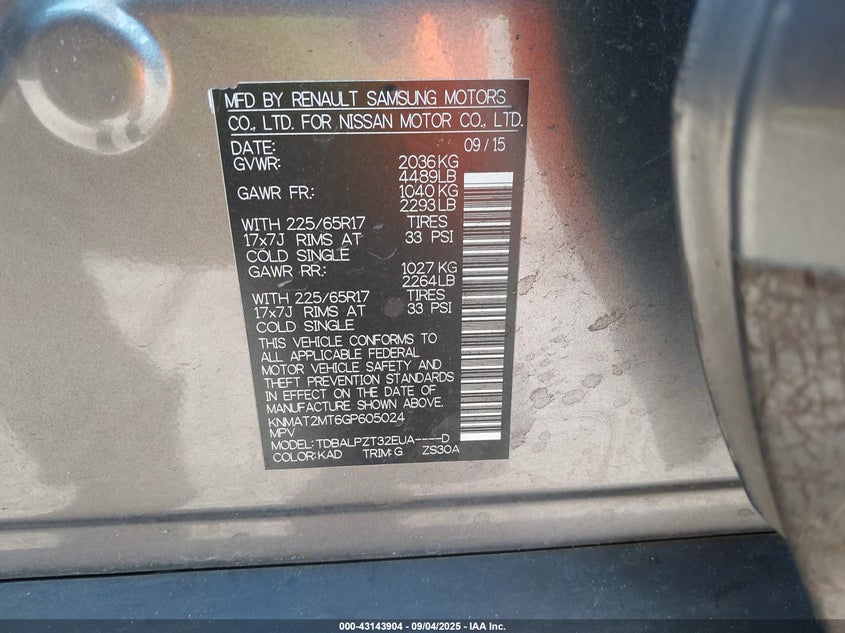 MFD BY RENAULT SAMSUNG MOTORS
CO., LTD. FOR NISSAN MOTOR CO., LTD.
DATE: 09/15
GVWR: 2036KG
4489LB
GAWR FR.: 1040KG
2293LB
WITH 225/65R17 TIRES
17x7J RIMS AT 33 PSI
COLD SINGLE
GAWR RR.: 1027 KG
2264LB
WITH 225/65R17 TIRES
17x7J RIMS AT 33 PSI
COLD SINGLE
THIS VEHICLE CONFORMS TO
ALL APPLICABLE FEDERAL
MOTOR VEHICLE SAFETY AND
THEFT PREVENTION STANDARDS
IN EFFECT ON THE DATE OF
MANUFACTURE SHOWN ABOVE.
KNMAT2MT6GP605024
MPV
MODEL: TDBALPZT32EUA----D
COLOR:KAD TRIM:G ZS30A
000-43143904 - 09/04/2025 - IAA Inc.